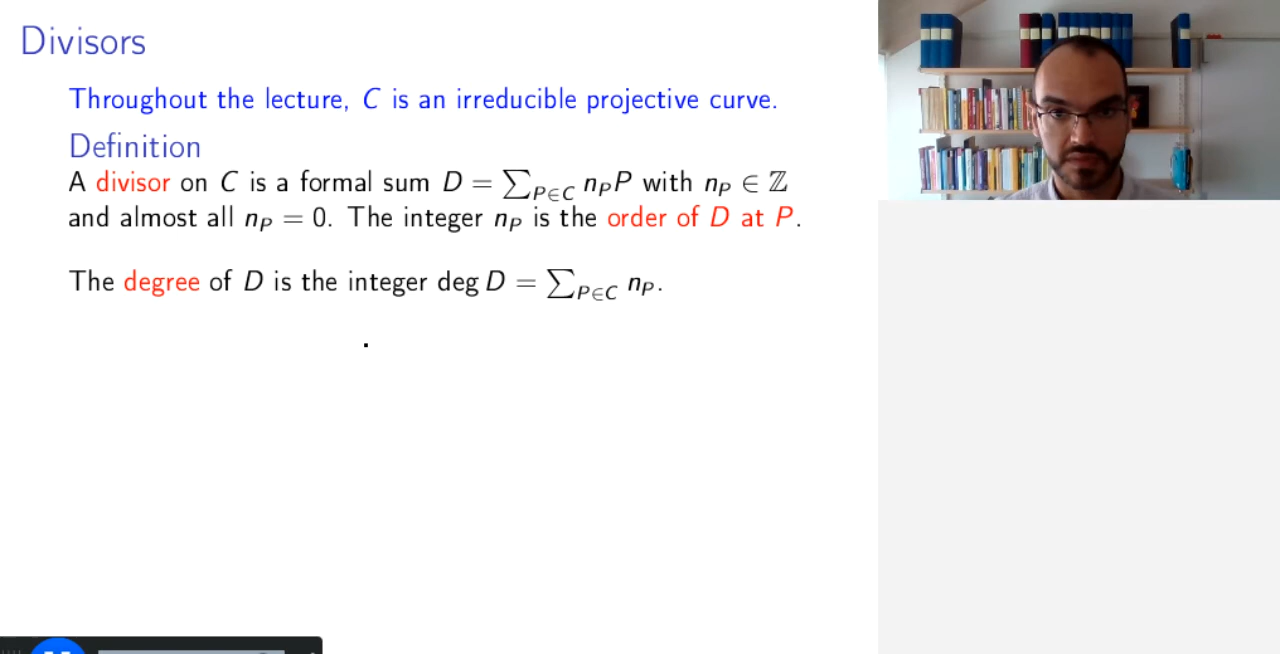 Divisors
Throughout the lecture, C is an irreducible projective curve.
Definition
A divisor on C is a formal sum D = ∑_{P∈C} n_P P with n_P ∈ ℤ
and almost all n_P = 0. The integer n_P is the order of D at P.
The degree of D is the integer deg D = ∑_{P∈C} n_P.